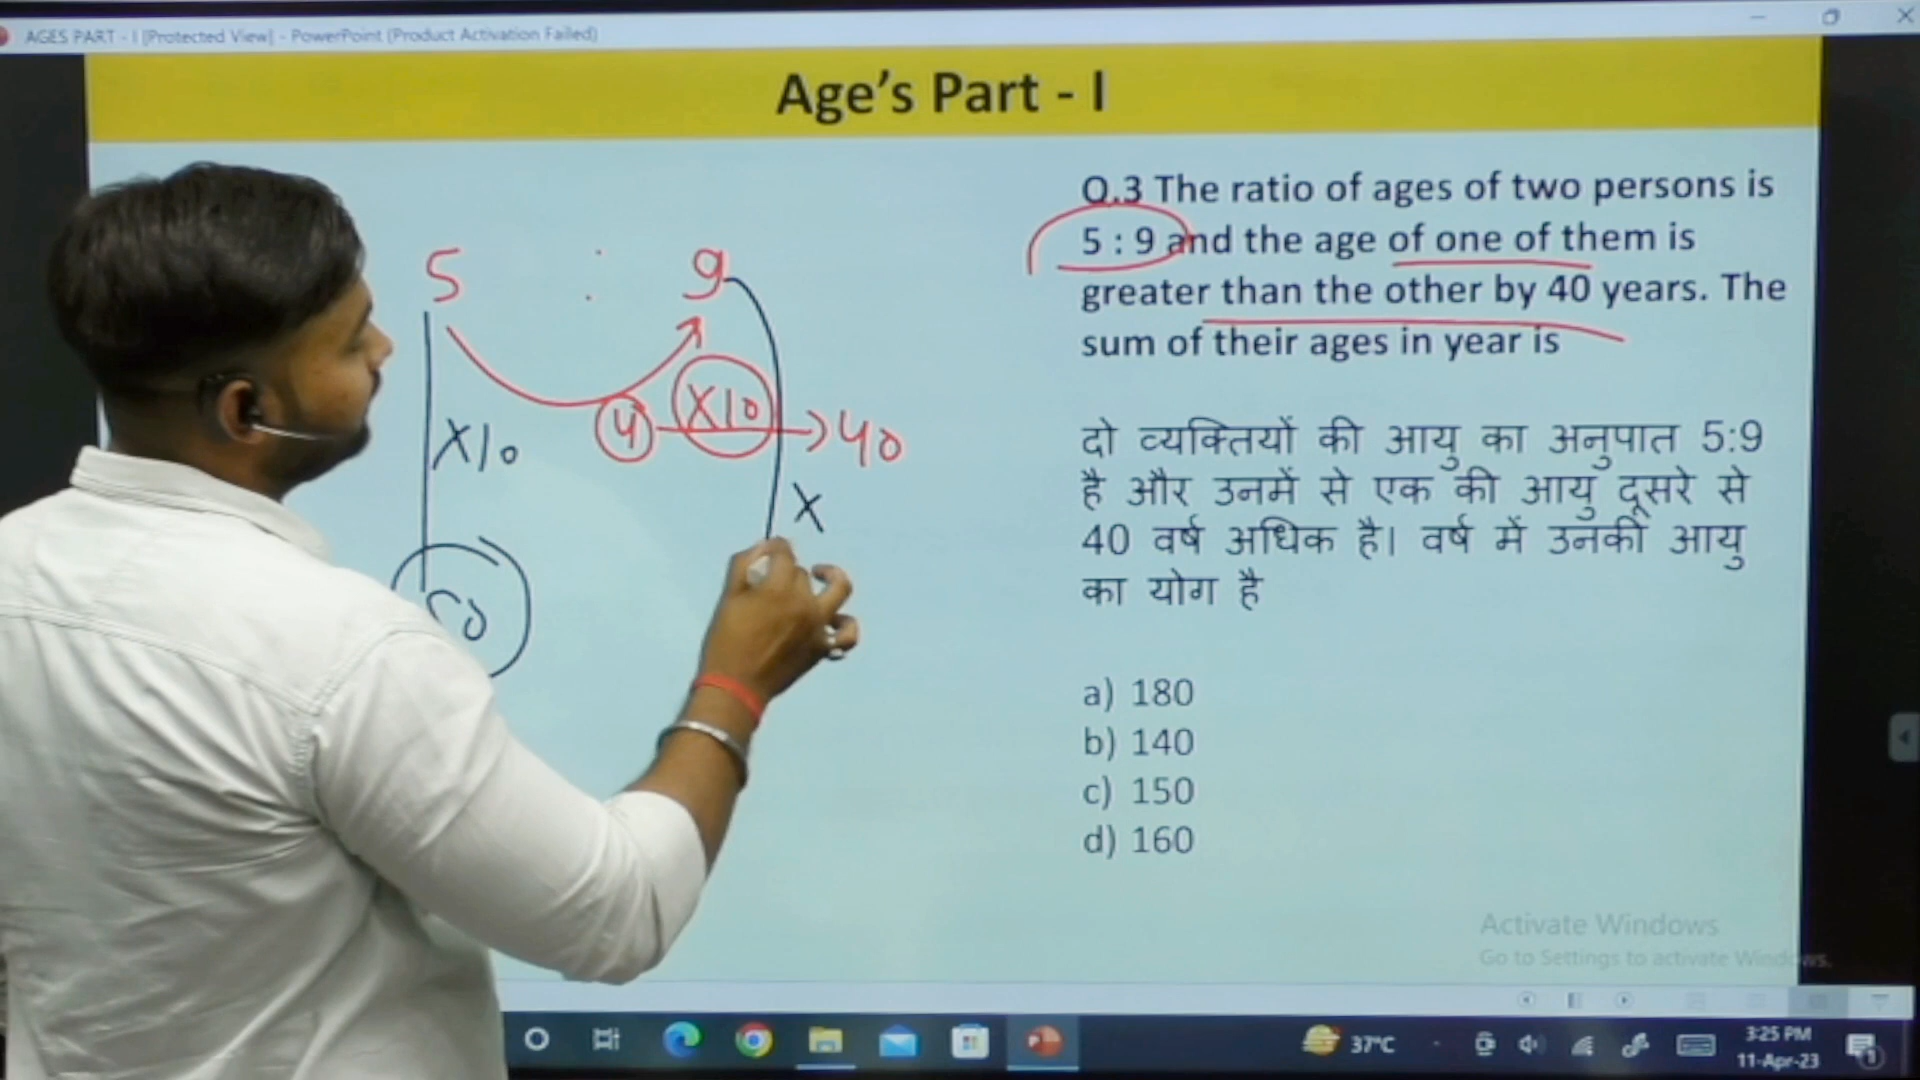 AGES PART - I [Protected View] - PowerPoint (Product Activation Failed)
Age's Part - I
Q.3 The ratio of ages of two persons is
5 : 9 and the age of one of them is
greater than the other by 40 years. The
sum of their ages in year is
दो व्यक्तियों की आयु का अनुपात 5:9
है और उनमें से एक की आयु दूसरे से
40 वर्ष अधिक है। वर्ष में उनकी आयु
का योग है
a) 180
b) 140
c) 150
d) 160
5 : 9
4 X10 40
X10
X
Activate Windows
Go to Settings to activate Windows.
37°C
3:25 PM
11-Apr-23
1